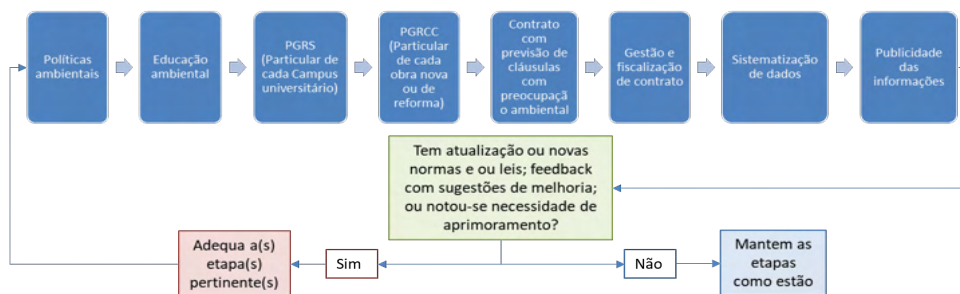 Políticas
ambientais
Educação
ambiental
PGRS
(Particular de
cada Campus
universitário)
PGRCC
(Particular
de cada
obra nova
ou de
reforma)
Contrato
com
previsão de
cláusulas
com
preocupaçã
o ambiental
Gestão e
fiscalização
de contrato
Sistematização
de dados
Publicidade
das
informações
Tem atualização ou novas
normas e ou leis; feedback
com sugestões de melhoria;
ou notou-se necessidade de
aprimoramento?
Adequa a(s)
etapa(s)
pertinente(s)
Sim
Não
Mantem as
etapas
como estão